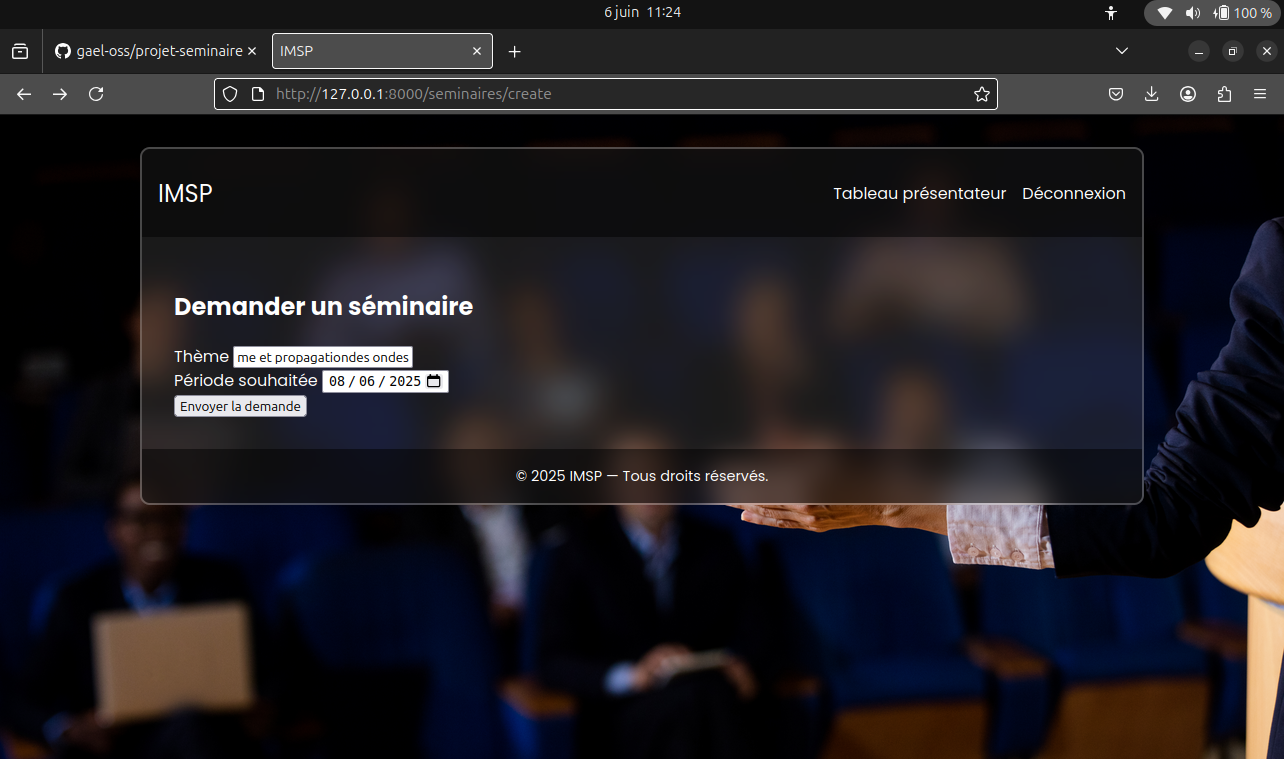 6 juin 11:24
100 %
gael-oss/projet-seminaire
IMSP
http://127.0.0.1:8000/seminaires/create
IMSP
Tableau présentateur Déconnexion
Demander un séminaire
Thème me et propagationdes ondes
Période souhaitée 08 / 06 / 2025
Envoyer la demande
© 2025 IMSP — Tous droits réservés.